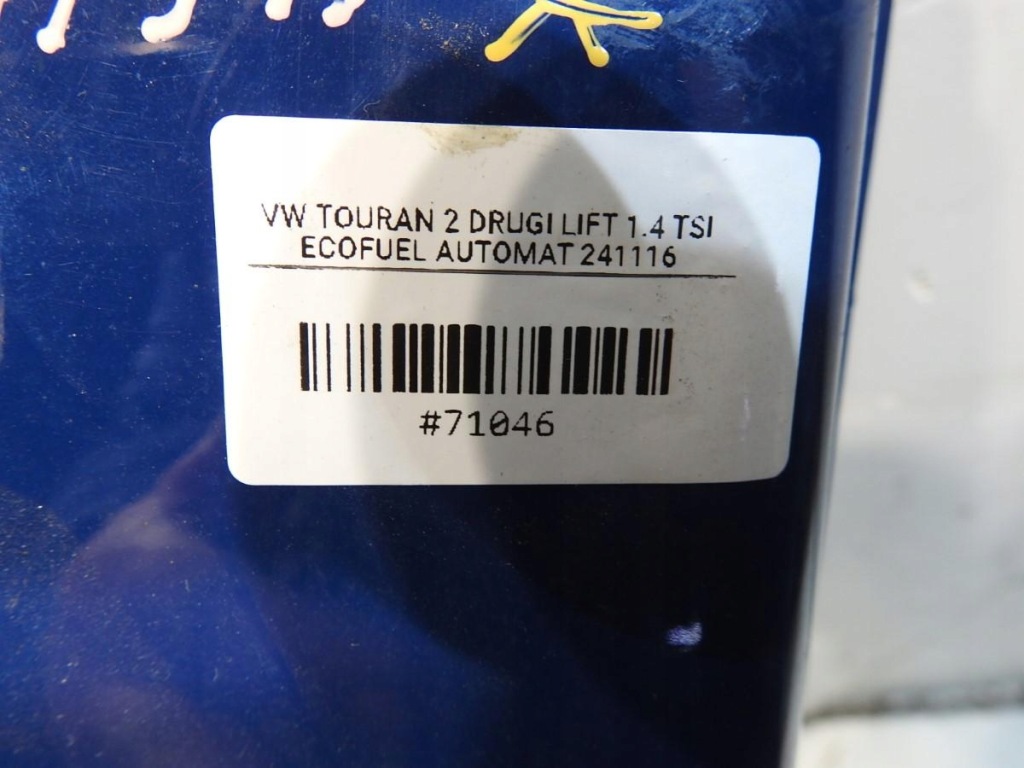 VW TOURAN 2 DRUGI LIFT 1.4 TSI
ECOFUEL AUTOMAT 241116
#71046